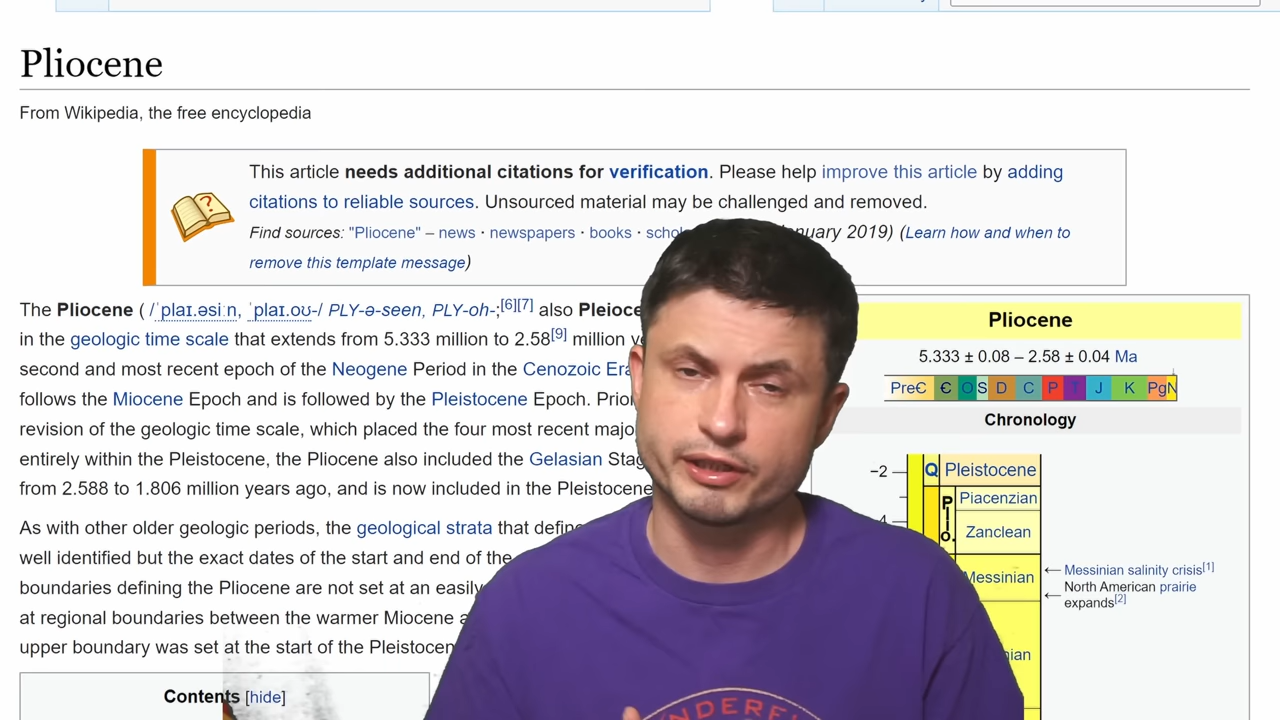 Pliocene
From Wikipedia, the free encyclopedia
This article needs additional citations for verification. Please help improve this article by adding
citations to reliable sources. Unsourced material may be challenged and removed.
Find sources: "Pliocene" – news · newspapers · books · schol
nuary 2019) (Learn how and when to
remove this template message)
The Pliocene ( /ˈplaɪ.əsiːn, ˈplaɪ.oʊ-/ PLY-ə-seen, PLY-oh-;[6][7] also Pleioce
in the geologic time scale that extends from 5.333 million to 2.58[9] million y
second and most recent epoch of the Neogene Period in the Cenozoic Era
follows the Miocene Epoch and is followed by the Pleistocene Epoch. Prior
revision of the geologic time scale, which placed the four most recent majo
entirely within the Pleistocene, the Pliocene also included the Gelasian Stag
from 2.588 to 1.806 million years ago, and is now included in the Pleistocene
As with other older geologic periods, the geological strata that define
well identified but the exact dates of the start and end of the
boundaries defining the Pliocene are not set at an easily
at regional boundaries between the warmer Miocene a
upper boundary was set at the start of the Pleistocen
Contents [hide]
Pliocene
5.333 ± 0.08 – 2.58 ± 0.04 Ma
PreꞒ Ꞓ O S D C P T J K Pg N
Chronology
−2
Q Pleistocene
Plio.
Piacenzian
4
Zanclean
Messinian
Messinian salinity crisis[1]
North American prairie
expands[2]
ian
NDERF